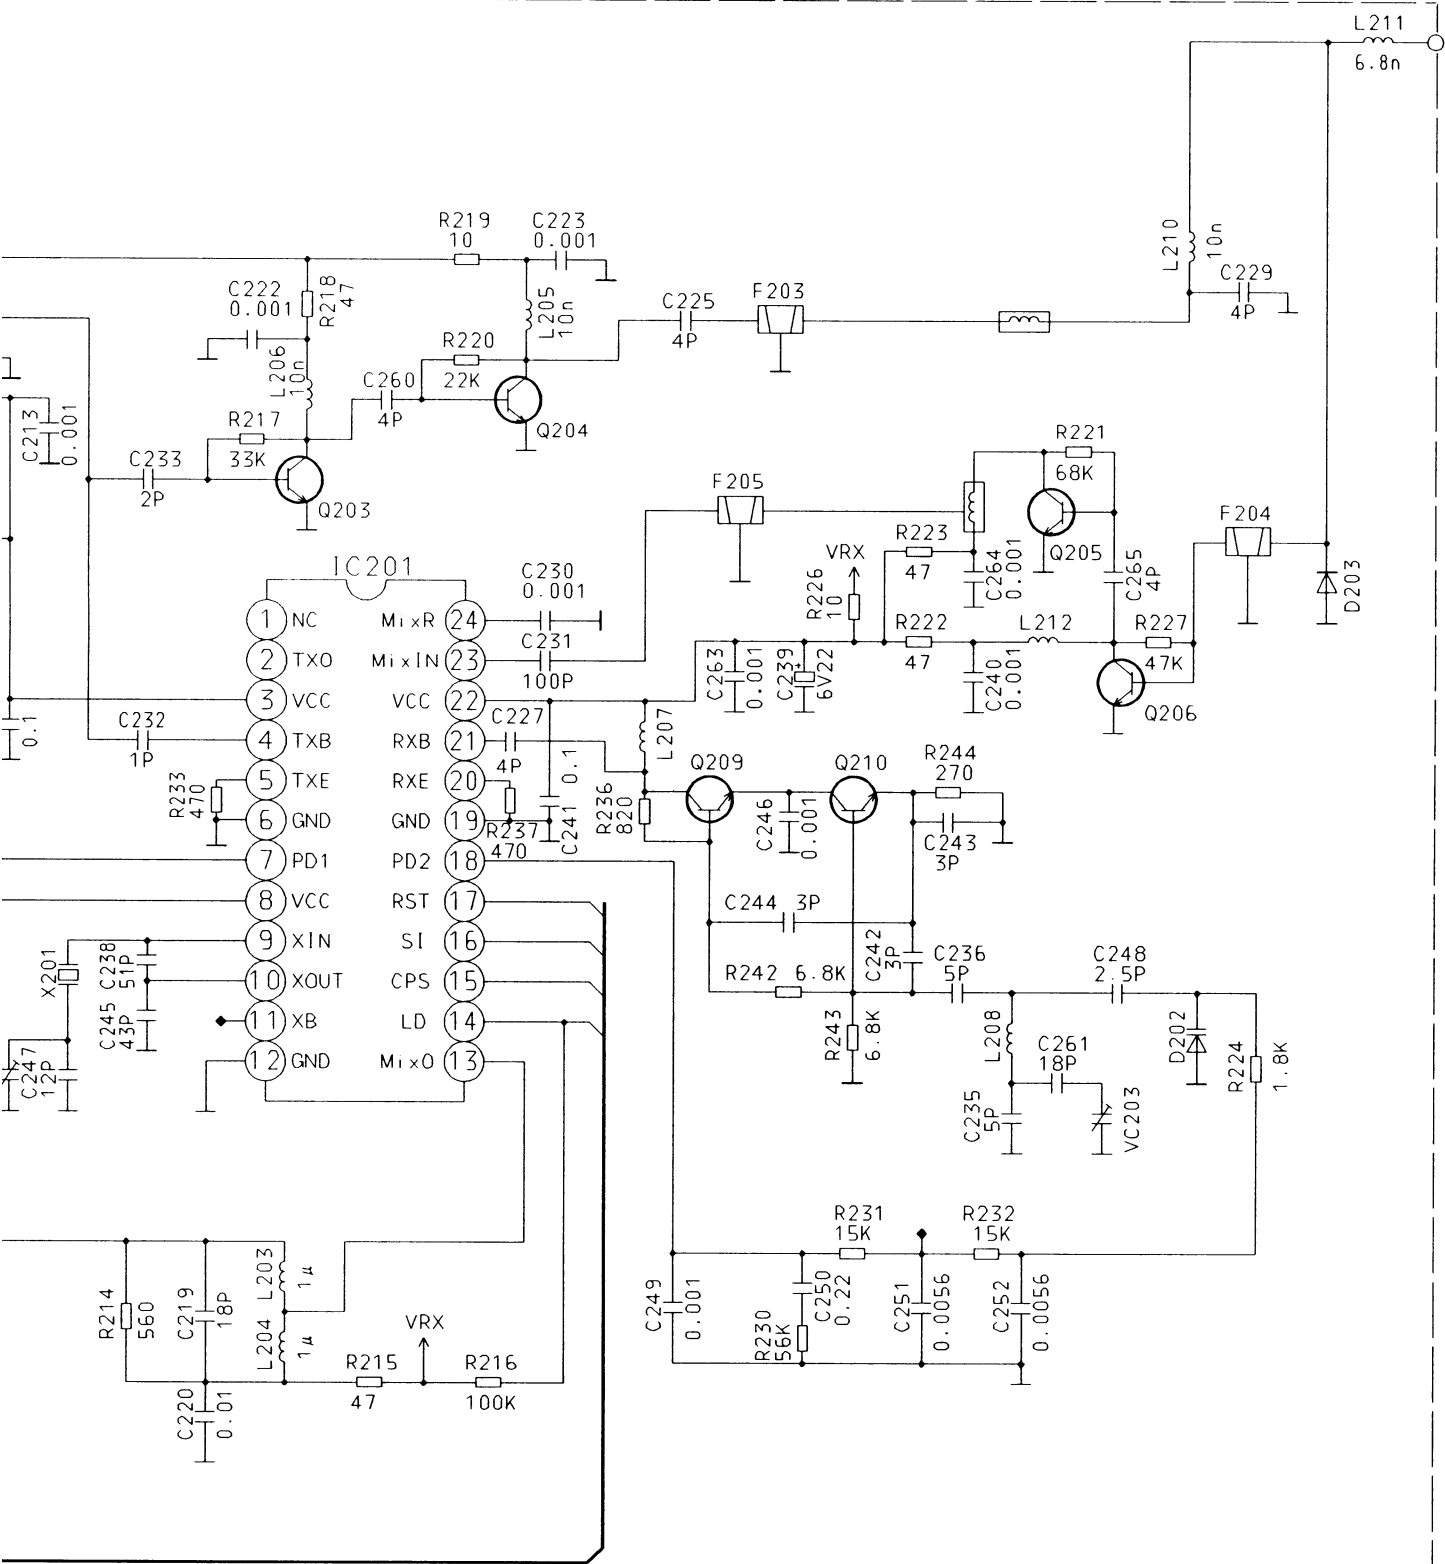 L211
6.8n
R219
10
C223
0.001
L210
10n
C229
4P
C222
0.001
R218
47
L205
10n
C225
4P
F203
L206
10n
R220
22K
C260
4P
Q204
C213
0.001
R217
33K
C233
2P
Q203
R221
68K
F205
Q205
F204
R223
47
C264
0.001
C265
4P
D203
VRX
R226
10
IC201
C230
0.001
1 NC
MixR 24
R222
47
L212
R227
47K
C231
100P
2 TXO
MixIN 23
C263
0.001
C239
+
6V22
C240
0.001
Q206
3 VCC
VCC 22
0.1
C232
1P
4 TXB
RXB 21
C227
4P
L207
Q209
Q210
R244
270
R233
470
5 TXE
RXE 20
C241
0.1
R236
820
C246
0.001
6 GND
GND 19
R237
470
C243
3P
7 PD1
PD2 18
8 VCC
RST 17
C244 3P
X201
C238
51P
9 XIN
SI 16
C242
3P
C236
5P
C248
2.5P
R242 6.8K
10 XOUT
CPS 15
C245
43P
11 XB
LD 14
R243
6.8K
L208
D202
C247
12P
12 GND
MixO 13
C261
18P
R224
1.8K
C235
5P
VC203
R231
15K
R232
15K
L203
1μ
R214
560
C219
18P
L204
1μ
C249
0.001
C250
0.22
R230
56K
C251
0.0056
C252
0.0056
VRX
R215
47
R216
100K
C220
0.01